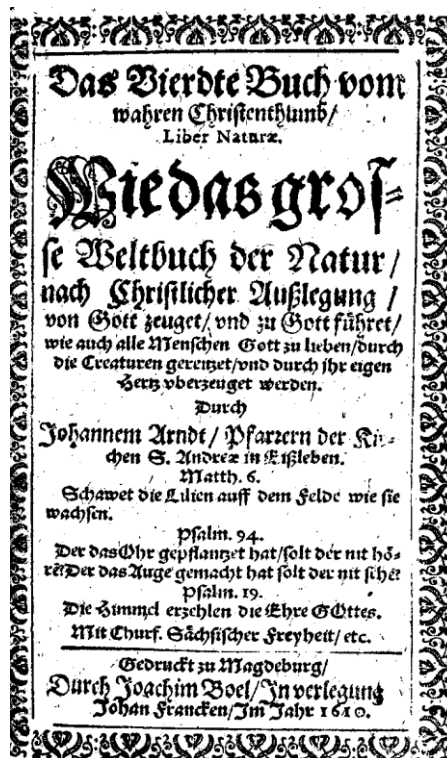 Das Vierdte Buch vom
wahren Christenthumb/
Liber Naturæ.
Wie das gros⸗
se Weltbuch der Natur/
nach Christlicher Außlegung /
von Gott zeuget/ vnd zu Gott führet/
wie auch alle Menschen Gott zu lieben/durch
die Creaturen gereitzet/vnd durch jhr eigen
Hertz vberzeuget werden.
Durch
Johannem Arndt/ Pfarrern der Kir⸗
chen S. Andreæ in Eißleben.
Matth. 6.
Schawet die Lilien auff dem Felde wie sie
wachsen.
Psalm. 94.
Der das Ohr gepflantzet hat/solt der nit hö⸗
ren Der das Auge gemacht hat solt der nit
Psalm. 19.
Die Himmel erzehlen die Ehre GOttes.
Mit Churf. Sächsischer Freyheit/ etc.
Gedruckt zu Magdeburg/
Durch Joachim Boel/In verlegung
Johan Francken/Im Jahr 1610.